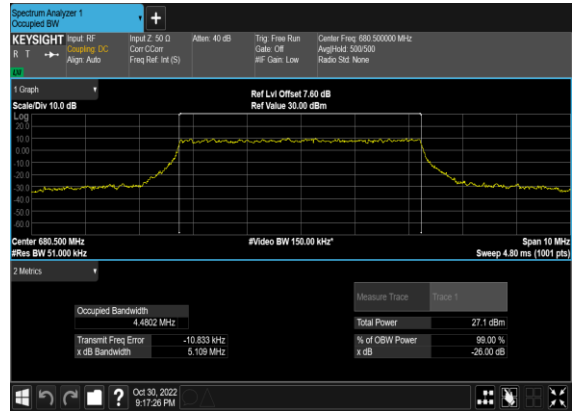 Spectrum Analyzer 1
Occupied BW
+
KEYSIGHT Input: RF Input Z: 50 Ω Atten: 40 dB Trig: Free Run Center Freq: 680.500000 MHz
R T Coupling: DC Corr CCorr Gate: Off Avg|Hold: 500/500
Align: Auto Freq Ref: Int (S) #IF Gain: Low Radio Std: None
1 Graph
Ref Lvl Offset 7.60 dB
Scale/Div 10.0 dB Ref Value 30.00 dBm
Log
20.0
10.0
0.00
-10.0
-20.0
-30.0
-40.0
-50.0
-60.0
Center 680.500 MHz #Video BW 150.00 kHz* Span 10 MHz
#Res BW 51.000 kHz Sweep 4.80 ms (1001 pts)
2 Metrics
Measure Trace Trace 1
Occupied Bandwidth
4.4802 MHz Total Power 27.1 dBm
Transmit Freq Error -10.833 kHz % of OBW Power 99.00 %
x dB Bandwidth 5.109 MHz x dB -26.00 dB
? Oct 30, 2022
9:17:26 PM